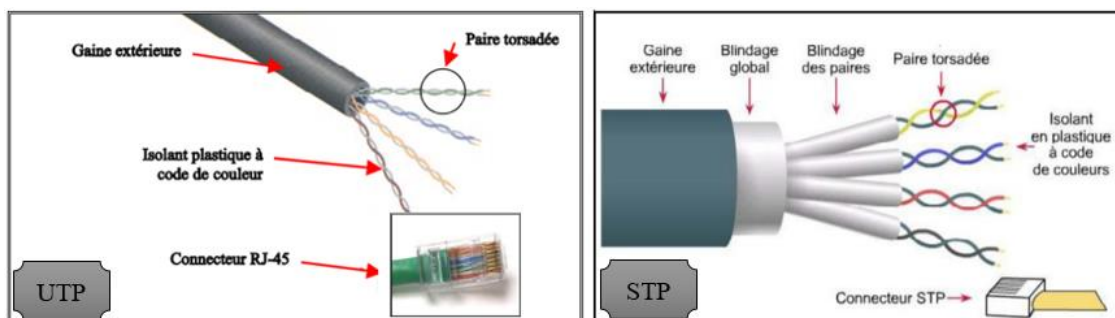 Gaine extérieure
Paire torsadée
Isolant plastique à
code de couleur
Connecteur RJ-45
UTP
Gaine
extérieure
Blindage
global
Blindage
des paires
Paire torsadée
Isolant
en plastique
à code
de couleurs
Connecteur STP
STP